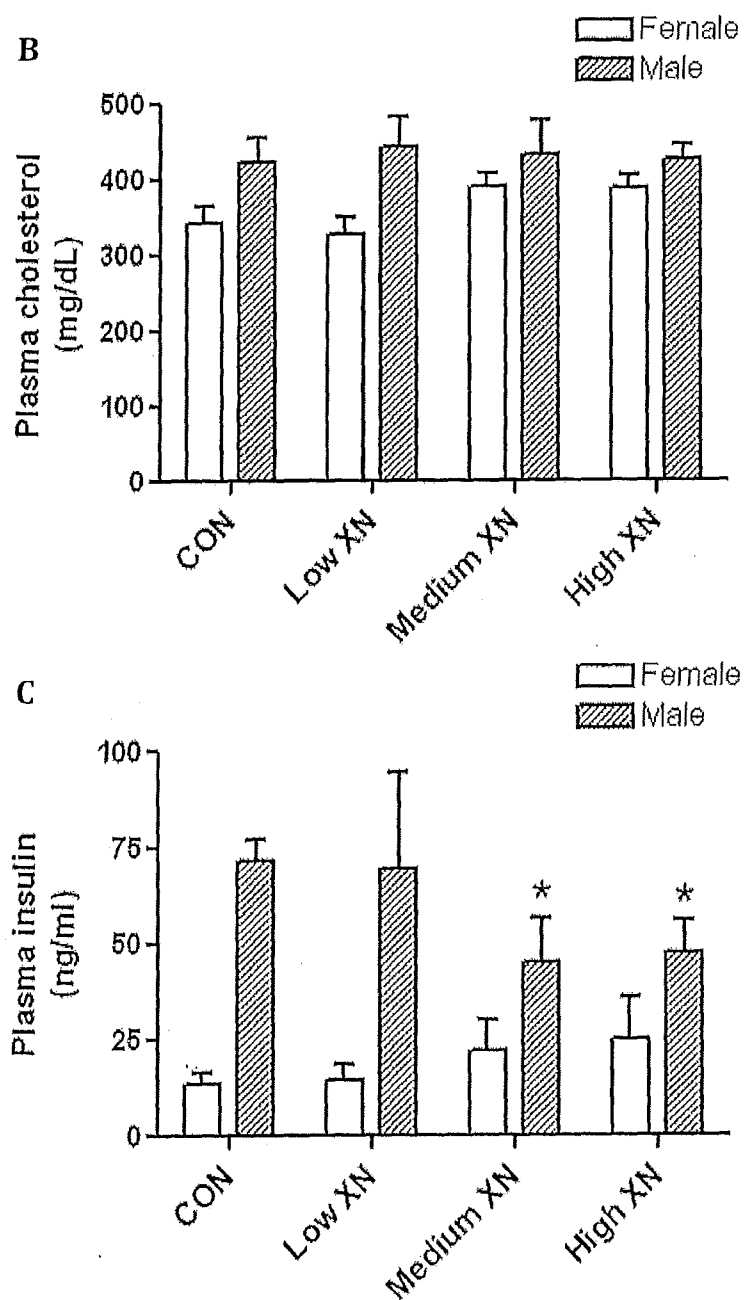 B
Female
Male
500
400
300
200
100
0
Plasma cholesterol
(mg/dL)
CON
Low XN
Medium XN
High XN
C
Female
Male
100
75
50
25
0
Plasma insulin
(ng/ml)
*
*
CON
Low XN
Medium XN
High XN